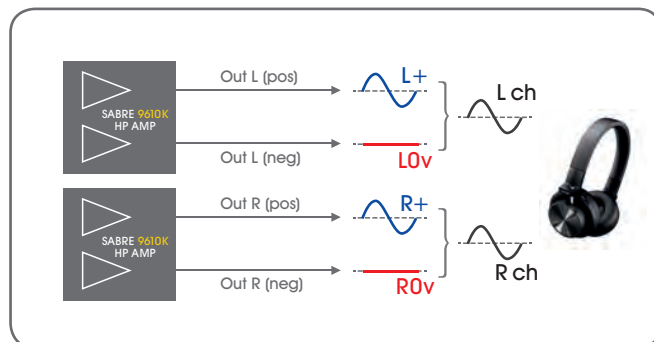 Out L (pos)
L+
SABRE 9610K
HP AMP
L ch
Out L (neg)
L0v
Out R (pos)
R+
SABRE 9610K
HP AMP
R ch
Out R (neg)
R0v